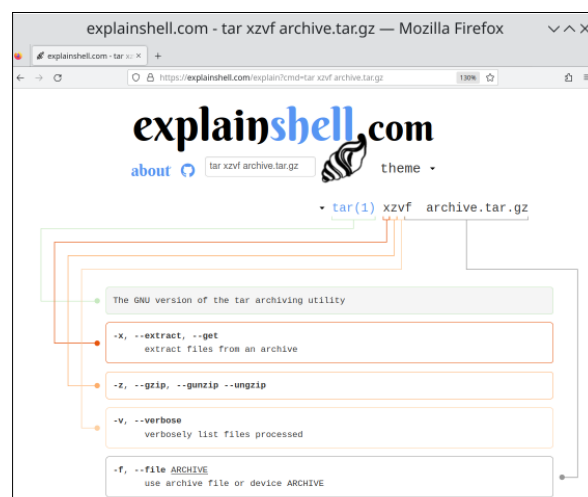 explainshell.com - tar xzvf archive.tar.gz — Mozilla Firefox
explainshell.com - tar xz
https://explainshell.com/explain?cmd=tar xzvf archive.tar.gz
130%
explainshell.com
about
tar xzvf archive.tar.gz
theme
tar(1) xzvf archive.tar.gz
The GNU version of the tar archiving utility
-x, --extract, --get
extract files from an archive
-z, --gzip, --gunzip --ungzip
-v, --verbose
verbosely list files processed
-f, --file ARCHIVE
use archive file or device ARCHIVE